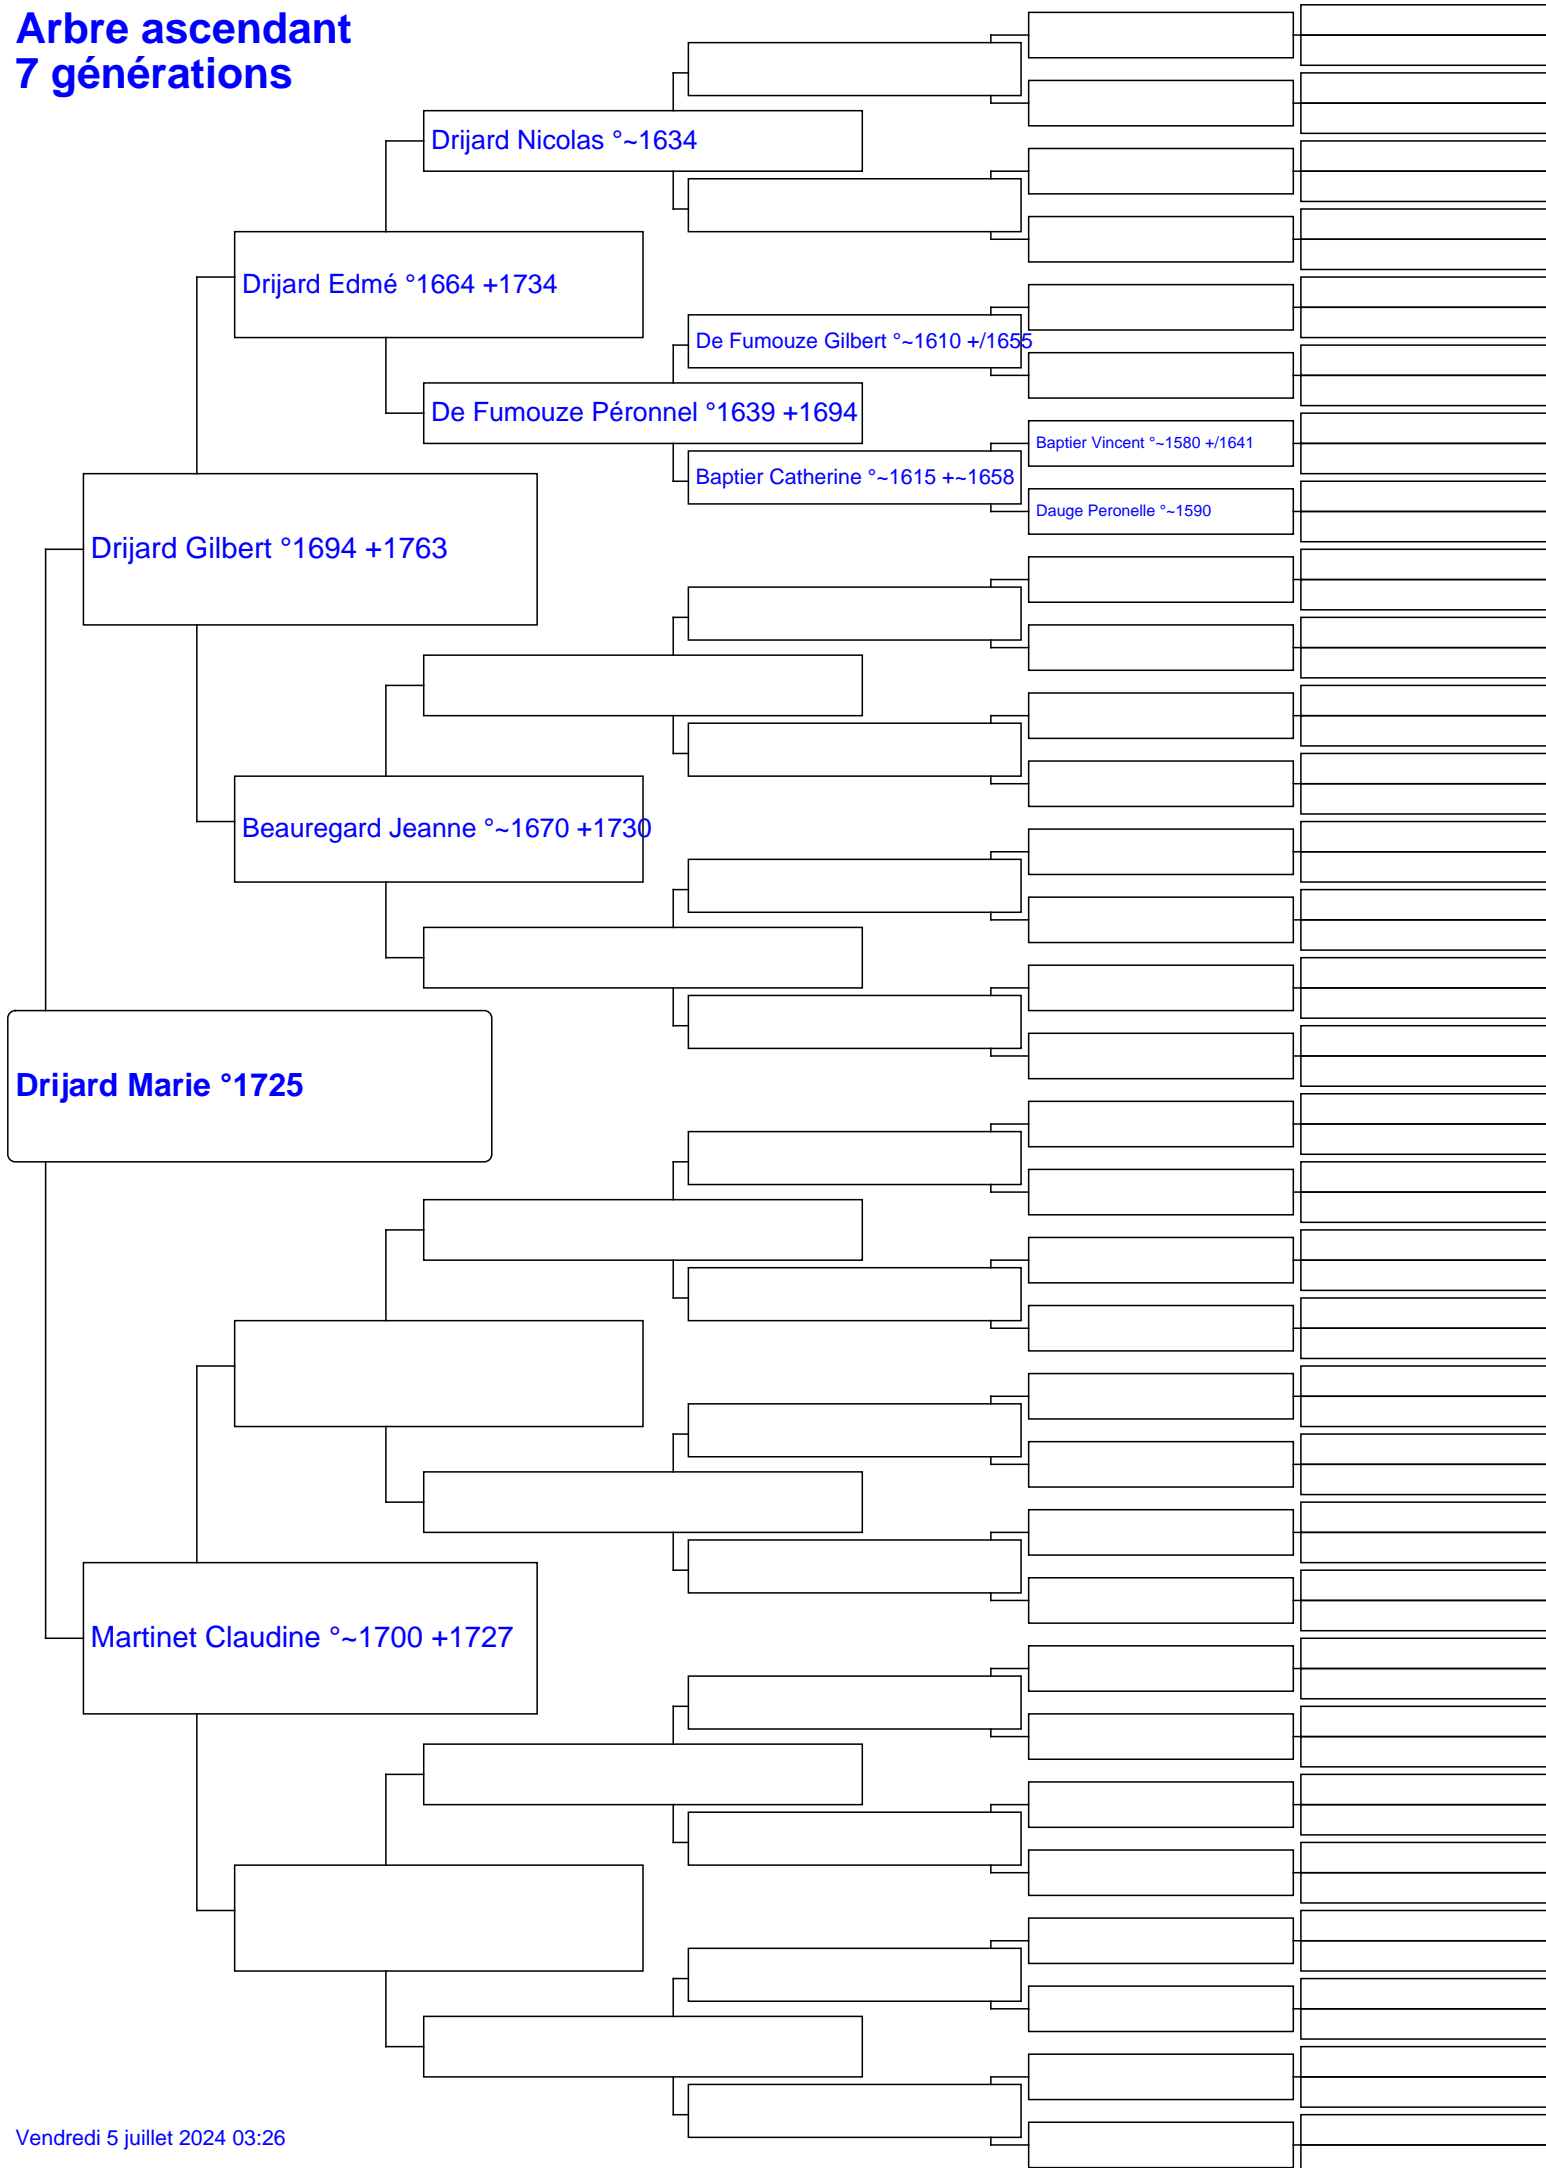 Arbre ascendant
7 générations
Drijard Nicolas °~1634
Drijard Edmé °1664 +1734
De Fumouze Gilbert °~1610 +/1655
De Fumouze Péronnel °1639 +1694
Baptier Vincent °~1580 +/1641
Baptier Catherine °~1615 +~1658
Dauge Peronelle °~1590
Drijard Gilbert °1694 +1763
Beauregard Jeanne °~1670 +1730
Drijard Marie °1725
Martinet Claudine °~1700 +1727
Vendredi 5 juillet 2024 03:26